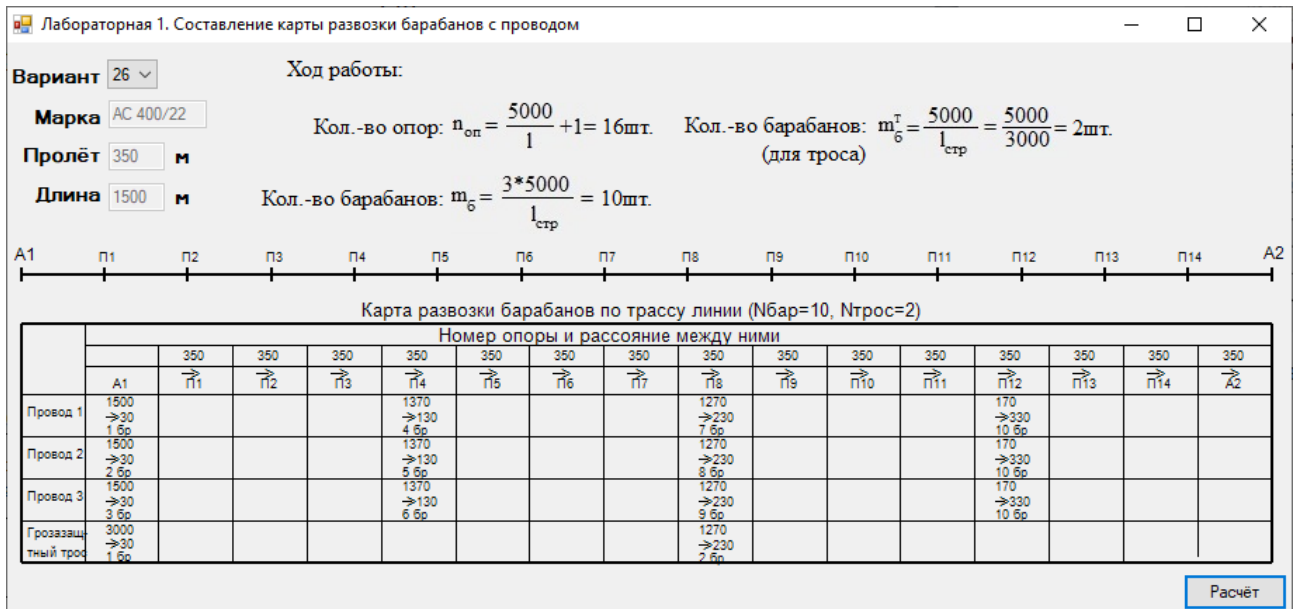 Лабораторная 1. Составление карты развозки барабанов с проводом
Вариант 26
Ход работы:
Марка АС 400/22
Кол.-во опор: nоп = 5000/l +1= 16шт.
Кол.-во барабанов: mбᵀ = 5000/lстр = 5000/3000 = 2шт.
(для троса)
Пролёт 350 м
Длина 1500 м
Кол.-во барабанов: mб = 3*5000/lстр = 10шт.
А1 П1 П2 П3 П4 П5 П6 П7 П8 П9 П10 П11 П12 П13 П14 А2
Карта развозки барабанов по трассу линии (Nбар=10, Nтрос=2)
Номер опоры и рассояние между ними
350 350 350 350 350 350 350 350 350 350 350 350 350 350 350
А1 П1 П2 П3 П4 П5 П6 П7 П8 П9 П10 П11 П12 П13 П14 А2
Провод 1
1500 1370 1270 170
->30 ->130 ->230 ->330
1 бр 4 бр 7 бр 10 бр
Провод 2
1500 1370 1270 170
->30 ->130 ->230 ->330
2 бр 5 бр 8 бр 10 бр
Провод 3
1500 1370 1270 170
->30 ->130 ->230 ->330
3 бр 6 бр 9 бр 10 бр
Грозазащ-
тный трос
3000 1270
->30 ->230
1 бр 2 бр
Расчёт